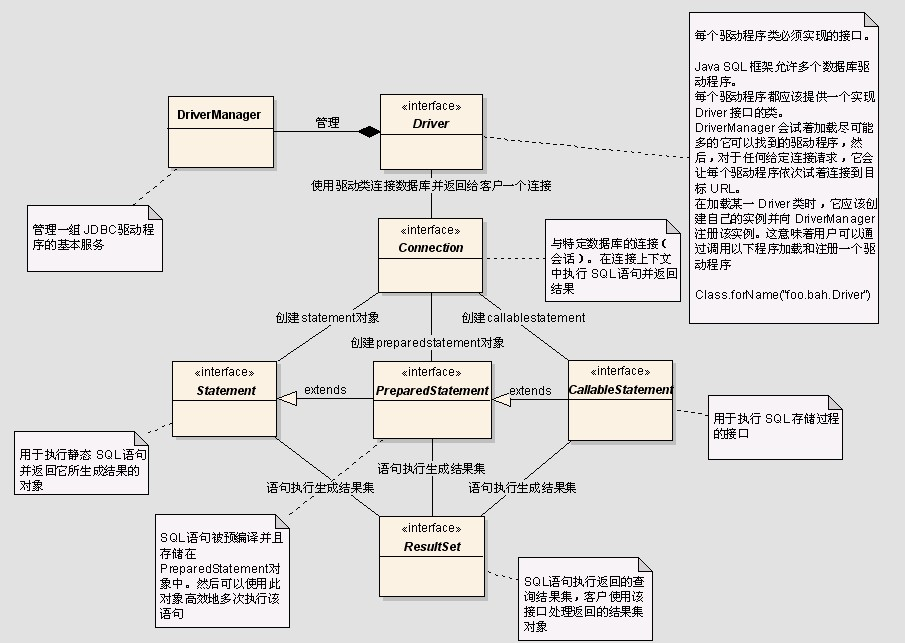 每个驱动程序类必须实现的接口。
Java SQL 框架允许多个数据库驱
动程序。
每个驱动程序都应该提供一个实现
Driver 接口的类。
DriverManager 会试着加载尽可能
多的它可以找到的驱动程序，然
后，对于任何给定连接请求，它会
让每个驱动程序依次试着连接到目
标 URL。
在加载某一 Driver 类时，它应该创
建自己的实例并向 DriverManager
注册该实例。这意味着用户可以通
过调用以下程序加载和注册一个驱
动程序
Class.forName("foo.bah.Driver")
DriverManager
管理
«interface»
Driver
使用驱动类连接数据库并返回给客户一个连接
管理一组 JDBC驱动程
序的基本服务
«interface»
Connection
与特定数据库的连接（
会话）。在连接上下文
中执行 SQL语句并返回
结果
创建statement对象
创建preparedstatement对象
创建callablestatement
«interface»
Statement
extends
«interface»
PreparedStatement
extends
«interface»
CallableStatement
用于执行 SQL存储过程
的接口
用于执行静态 SQL语句
并返回它所生成结果的
对象
语句执行生成结果集
语句执行生成结果集
语句执行生成结果集
SQL语句被预编译并且
存储在
PreparedStatement对
象中。然后可以使用此
对象高效地多次执行该
语句
«interface»
ResultSet
SQL语句执行返回的查
询结果集，客户使用该
接口处理返回的结果集
对象